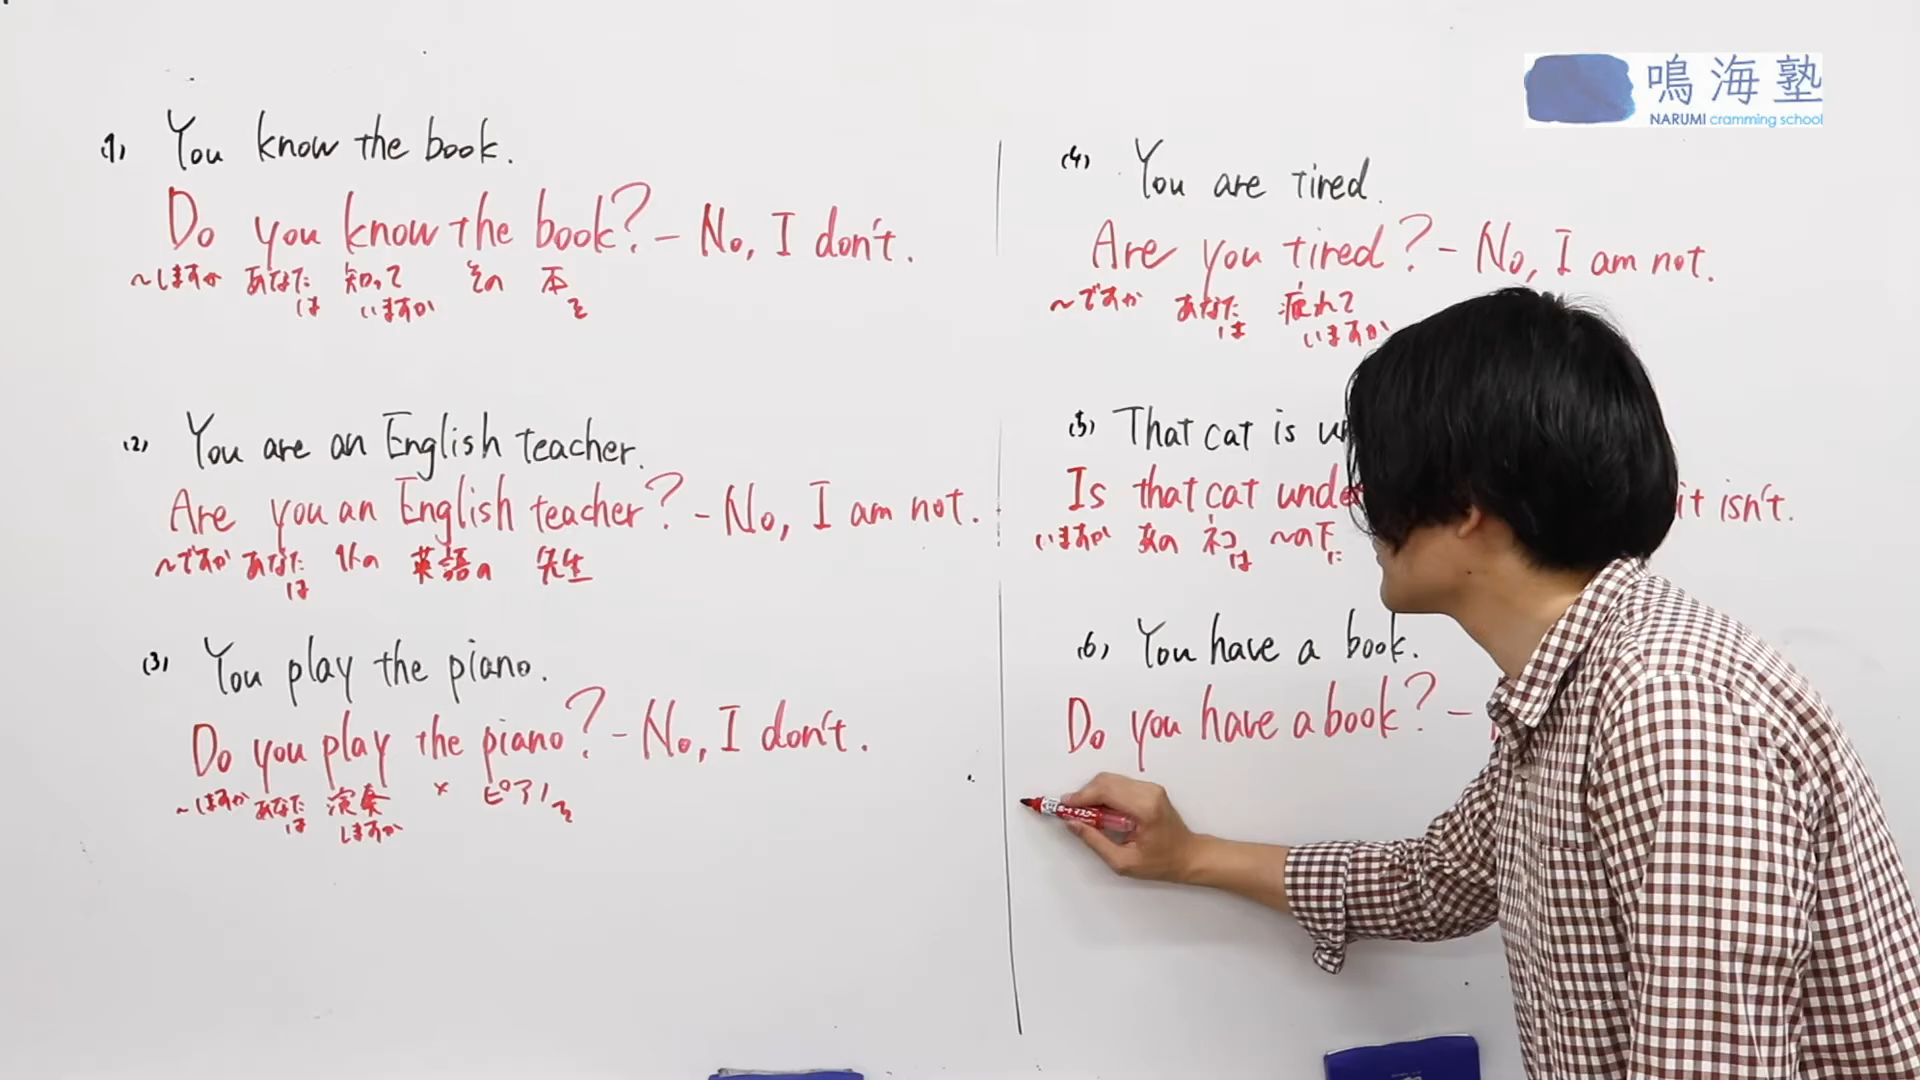 鳴海塾
NARUMI cramming school
(1) You know the book.
Do you know the book? - No, I don't.
〜しますか あなた 知って その 本
は いますか を
(2) You are an English teacher.
Are you an English teacher? - No, I am not.
〜ですか あなた 1人の 英語の 先生
は
(3) You play the piano.
Do you play the piano? - No, I don't.
〜しますか あなた 演奏 × ピアノ
は しますか を
(4) You are tired.
Are you tired? - No, I am not.
〜ですか あなた 疲れて
は いますか
(5) That cat is
Is that cat it isn't.
いますか あの ネコ 〜の下
は に
(6) You have a book.
Do you have a book? -